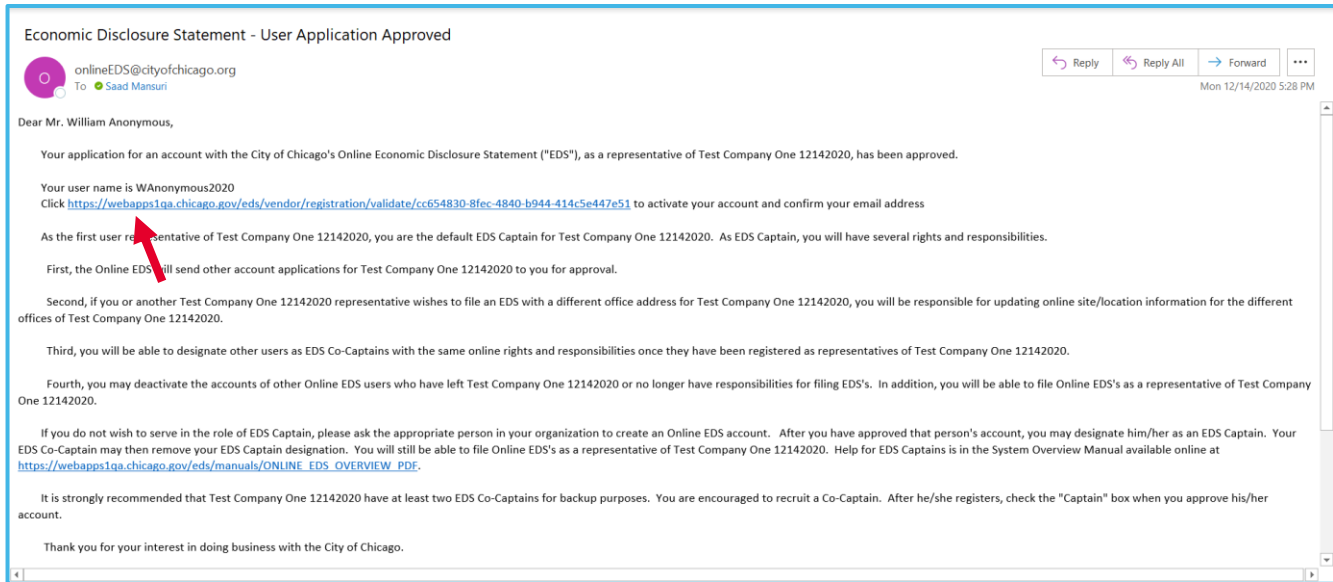 Economic Disclosure Statement - User Application Approved
O
onlineEDS@cityofchicago.org
To Saad Mansuri
Reply
Reply All
Forward
Mon 12/14/2020 5:28 PM
Dear Mr. William Anonymous,
Your application for an account with the City of Chicago's Online Economic Disclosure Statement ("EDS"), as a representative of Test Company One 12142020, has been approved.
Your user name is WAnonymous2020
Click https://webapps1qa.chicago.gov/eds/vendor/registration/validate/cc654830-8fec-4840-b944-414c5e447e51 to activate your account and confirm your email address
As the first user representative of Test Company One 12142020, you are the default EDS Captain for Test Company One 12142020. As EDS Captain, you will have several rights and responsibilities.
First, the Online EDS will send other account applications for Test Company One 12142020 to you for approval.
Second, if you or another Test Company One 12142020 representative wishes to file an EDS with a different office address for Test Company One 12142020, you will be responsible for updating online site/location information for the different
offices of Test Company One 12142020.
Third, you will be able to designate other users as EDS Co-Captains with the same online rights and responsibilities once they have been registered as representatives of Test Company One 12142020.
Fourth, you may deactivate the accounts of other Online EDS users who have left Test Company One 12142020 or no longer have responsibilities for filing EDS's. In addition, you will be able to file Online EDS's as a representative of Test Company
One 12142020.
If you do not wish to serve in the role of EDS Captain, please ask the appropriate person in your organization to create an Online EDS account. After you have approved that person's account, you may designate him/her as an EDS Captain. Your
EDS Co-Captain may then remove your EDS Captain designation. You will still be able to file Online EDS's as a representative of Test Company One 12142020. Help for EDS Captains is in the System Overview Manual available online at
https://webapps1qa.chicago.gov/eds/manuals/ONLINE_EDS_OVERVIEW_PDF.
It is strongly recommended that Test Company One 12142020 have at least two EDS Co-Captains for backup purposes. You are encouraged to recruit a Co-Captain. After he/she registers, check the "Captain" box when you approve his/her
account.
Thank you for your interest in doing business with the City of Chicago.